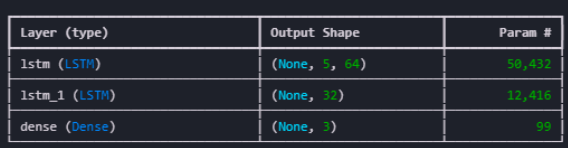 Layer (type) Output Shape Param #
lstm (LSTM) (None, 5, 64) 50,432
lstm_1 (LSTM) (None, 32) 12,416
dense (Dense) (None, 3) 99